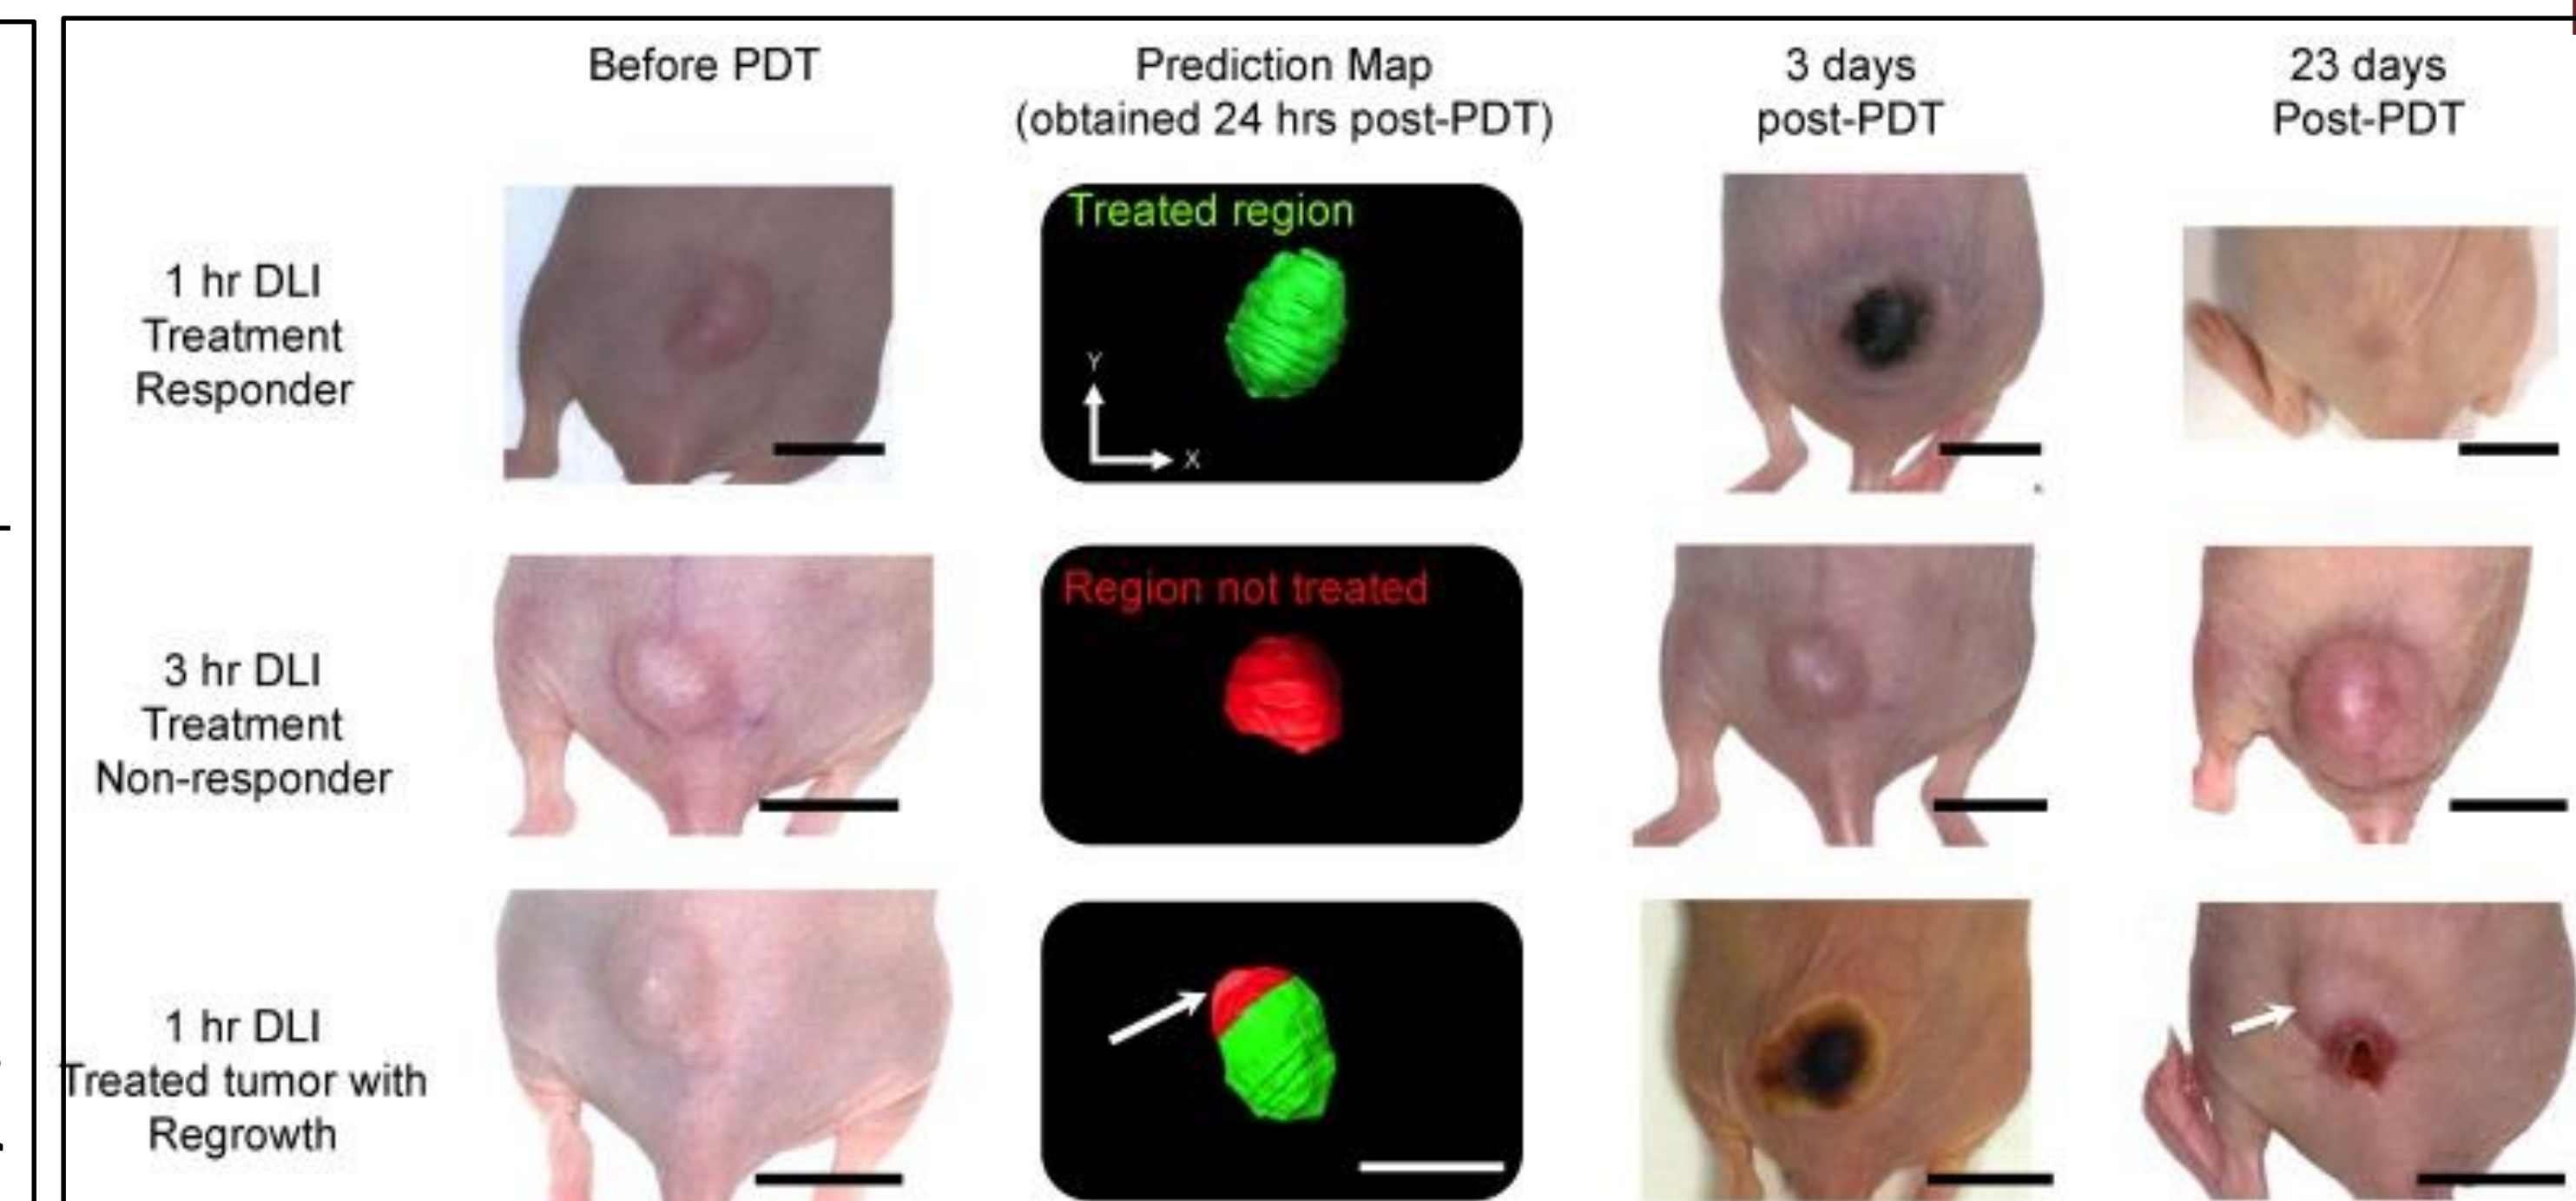 Before PDT
Prediction Map
(obtained 24 hrs post-PDT)
3 days
post-PDT
23 days
Post-PDT
1 hr DLI
Treatment
Responder
Treated region
Y
X
3 hr DLI
Treatment
Non-responder
Region not treated
1 hr DLI
Treated tumor with
Regrowth